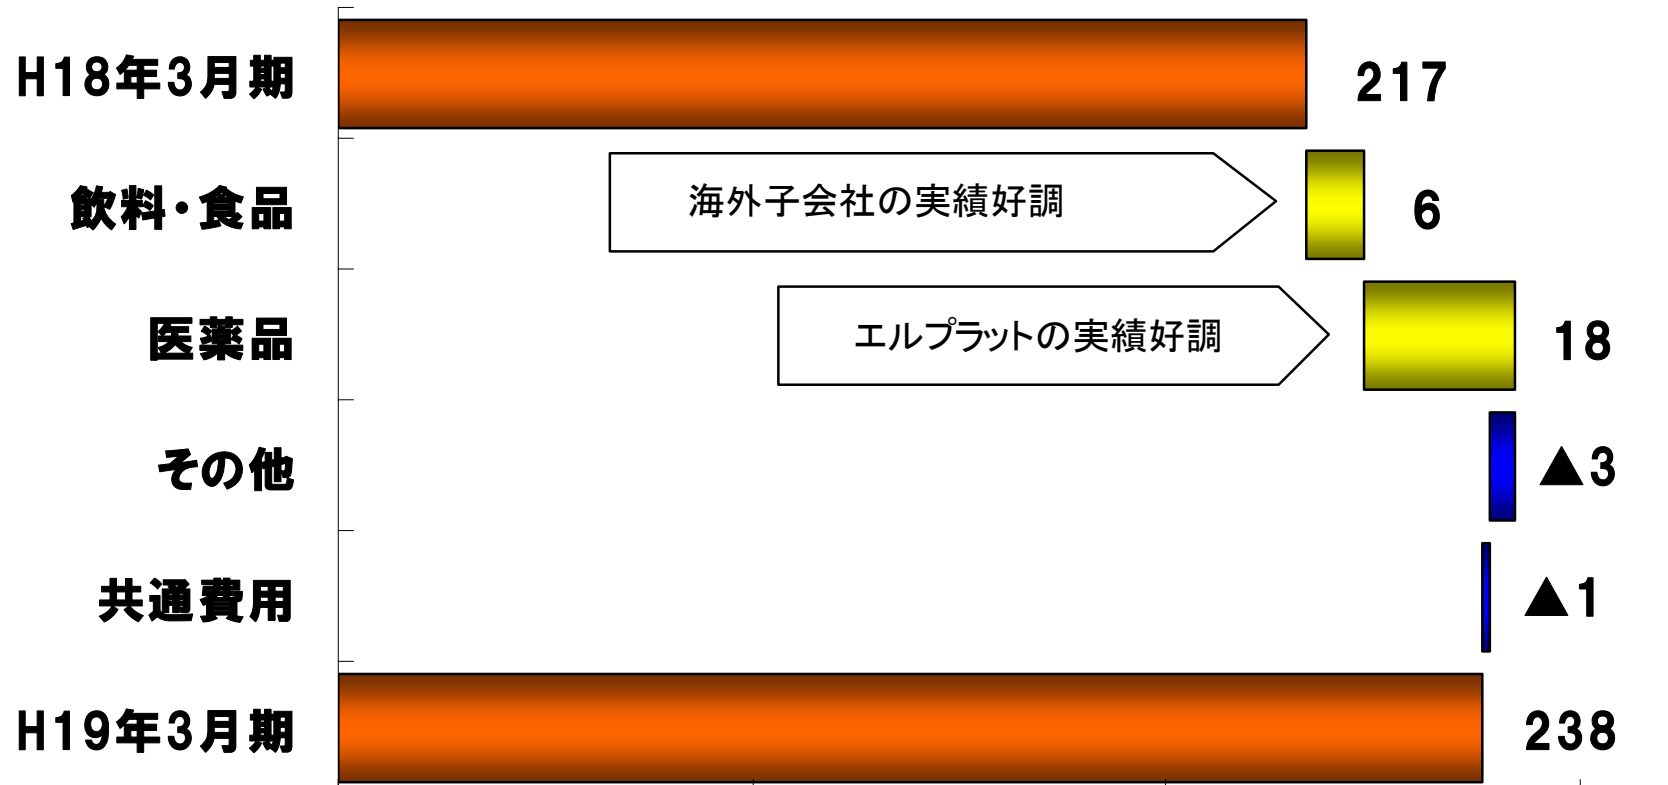 H18年3月期
217
飲料・食品
海外子会社の実績好調
6
医薬品
エルプラットの実績好調
18
その他
▲3
共通費用
▲1
H19年3月期
238